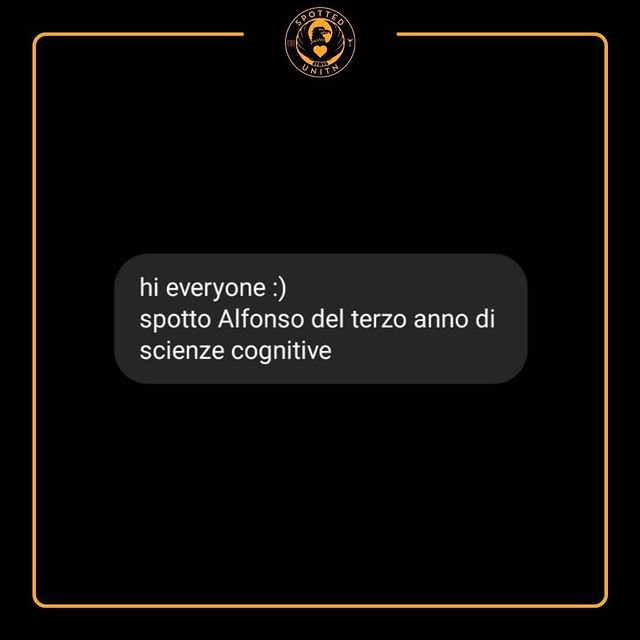 SPOTTED
UNITN
hi everyone :)
spotto Alfonso del terzo anno di
scienze cognitive